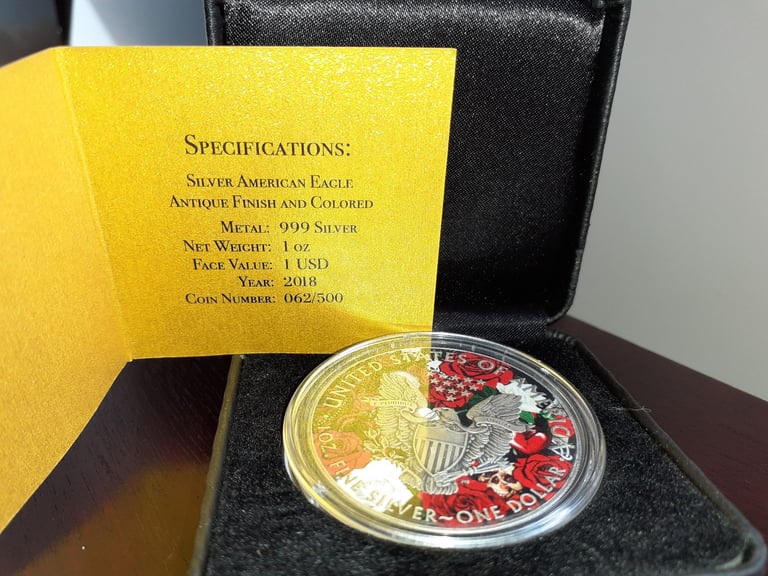 Specifications:
Silver American Eagle
Antique Finish and Colored
Metal: 999 Silver
Net Weight: 1 oz
Face Value: 1 USD
Year: 2018
Coin Number: 062/500
UNITED STATES OF
1 OZ. FINE SILVER~ONE DOLLAR